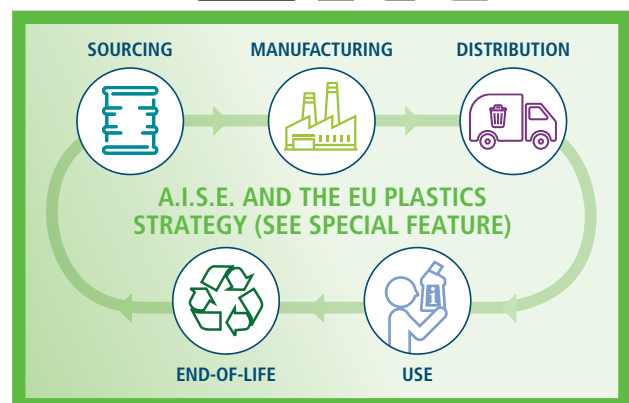 SOURCING
MANUFACTURING
DISTRIBUTION
A.I.S.E. AND THE EU PLASTICS
STRATEGY (SEE SPECIAL FEATURE)
i
END-OF-LIFE
USE